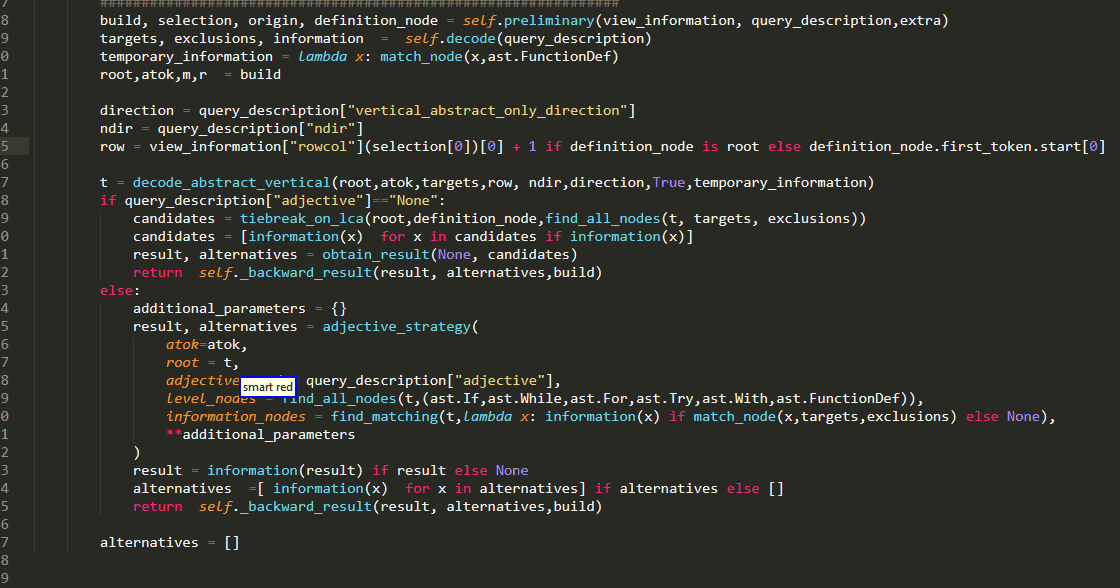 7 ###############################################################
8 build, selection, origin, definition_node = self.preliminary(view_information, query_description,extra)
9 targets, exclusions, information  =  self.decode(query_description)
0 temporary_information = lambda x: match_node(x,ast.FunctionDef)
1 root,atok,m,r  = build
2
3 direction = query_description["vertical_abstract_only_direction"]
4 ndir = query_description["ndir"]
5 row = view_information["rowcol"](selection[0])[0] + 1 if definition_node is root else definition_node.first_token.start[0]
6
7 t = decode_abstract_vertical(root,atok,targets,row, ndir,direction,True,temporary_information)
8 if query_description["adjective"]=="None":
9     candidates = tiebreak_on_lca(root,definition_node,find_all_nodes(t, targets, exclusions))
0     candidates = [information(x)  for x in candidates if information(x)]
1     result, alternatives = obtain_result(None, candidates)
2     return  self._backward_result(result, alternatives,build)
3 else:
4     additional_parameters = {}
5     result, alternatives = adjective_strategy(
6         atok=atok,
7         root = t,
8         adjective smart red query_description["adjective"],
9         level_nodes = find_all_nodes(t,(ast.If,ast.While,ast.For,ast.Try,ast.With,ast.FunctionDef)),
0         information_nodes = find_matching(t,lambda x: information(x) if match_node(x,targets,exclusions) else None),
1         **additional_parameters
2     )
3     result = information(result) if result else None
4     alternatives  =[ information(x)  for x in alternatives] if alternatives else []
5     return  self._backward_result(result, alternatives,build)
6
7 alternatives = []
8
9